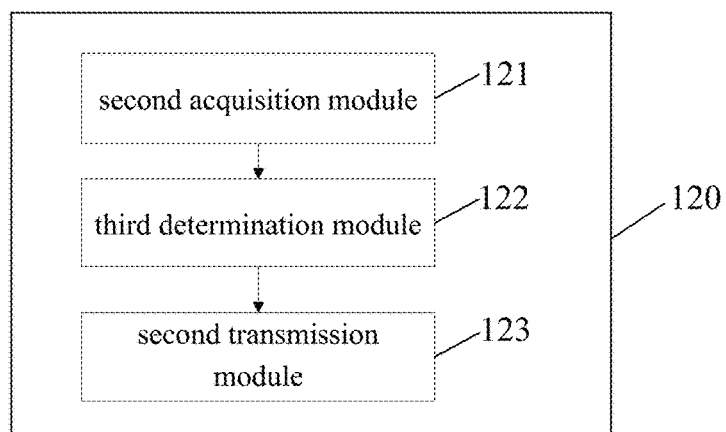 second acquisition module
121
third determination module
122
120
second transmission
module
123